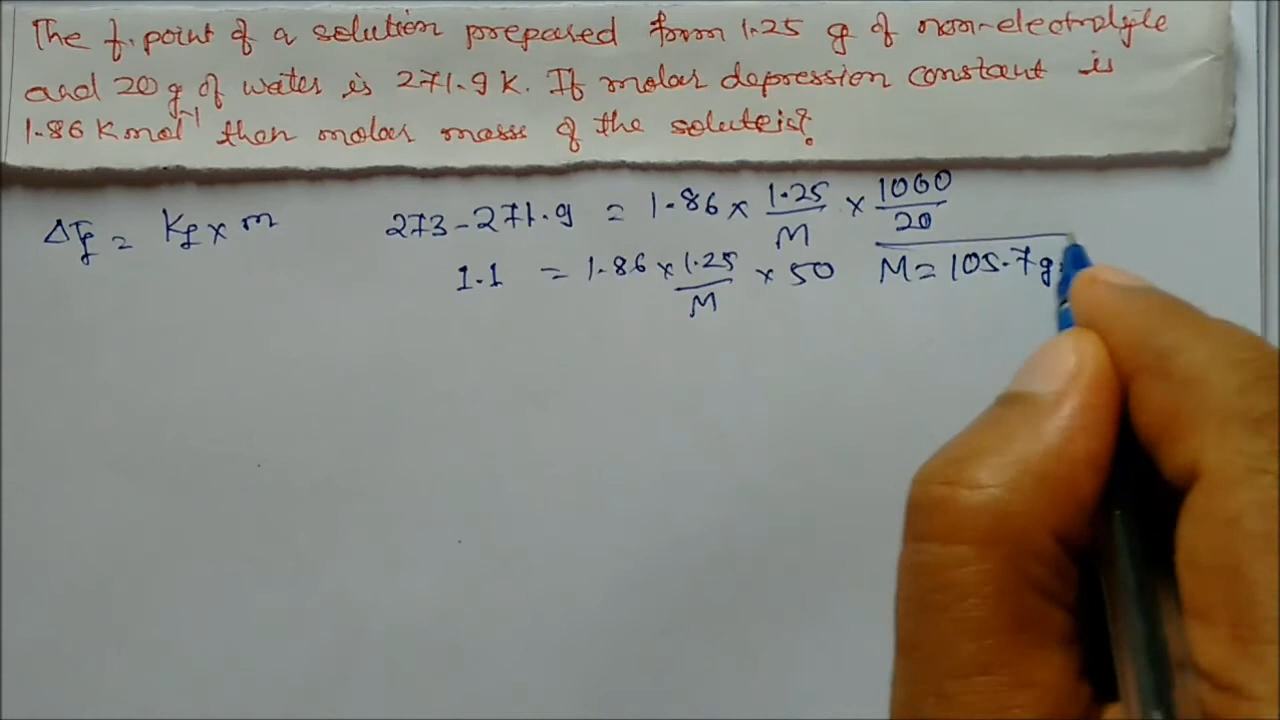 The f. point of a solution prepared from 1.25 g of non-electrolyte
and 20 g of water is 271.9 K. If molar depression constant is
1.86 K mol⁻¹ then molar mass of the solute is?
ΔTf = Kf × m
273 - 271.9 = 1.86 × 1.25/M × 1000/20
1.1 = 1.86 × 1.25/M × 50
M = 105.7 g